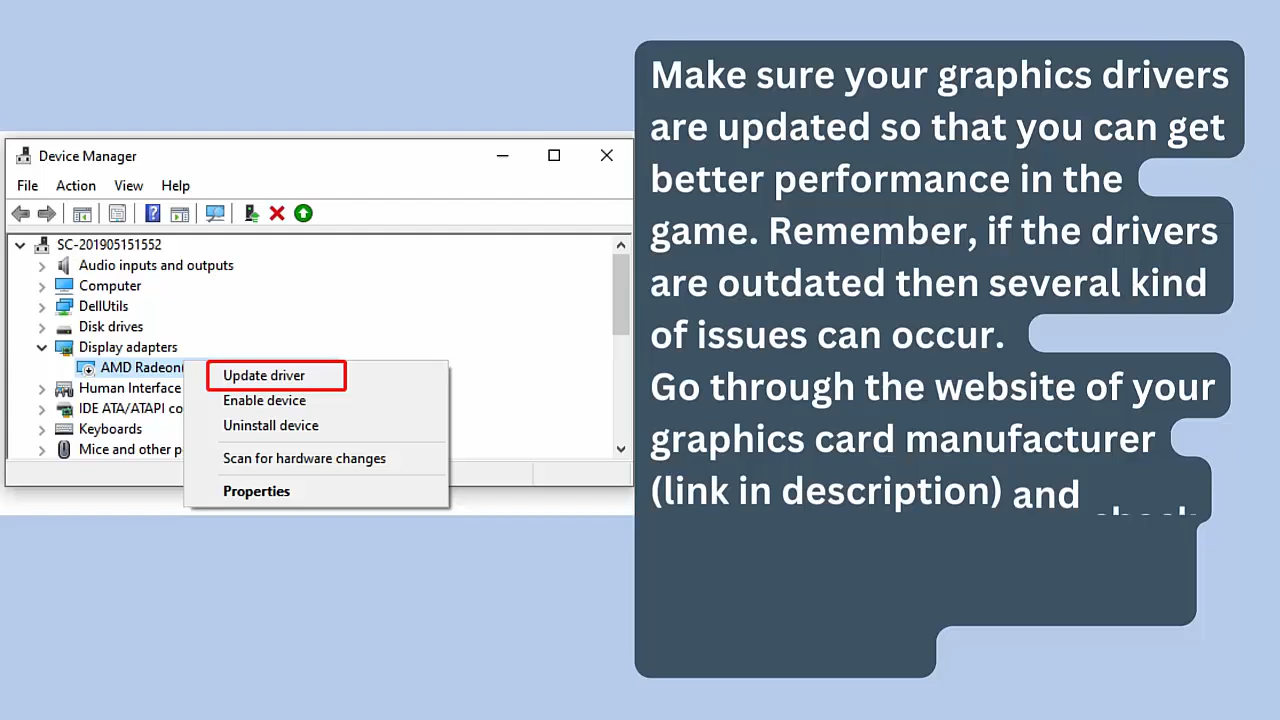 Device Manager
File Action View Help
SC-201905151552
Audio inputs and outputs
Computer
DellUtils
Disk drives
Display adapters
AMD Radeon
Human Interface
IDE ATA/ATAPI co
Keyboards
Mice and other p
Update driver
Enable device
Uninstall device
Scan for hardware changes
Properties
Make sure your graphics drivers
are updated so that you can get
better performance in the
game. Remember, if the drivers
are outdated then several kind
of issues can occur.
Go through the website of your
graphics card manufacturer
(link in description) and